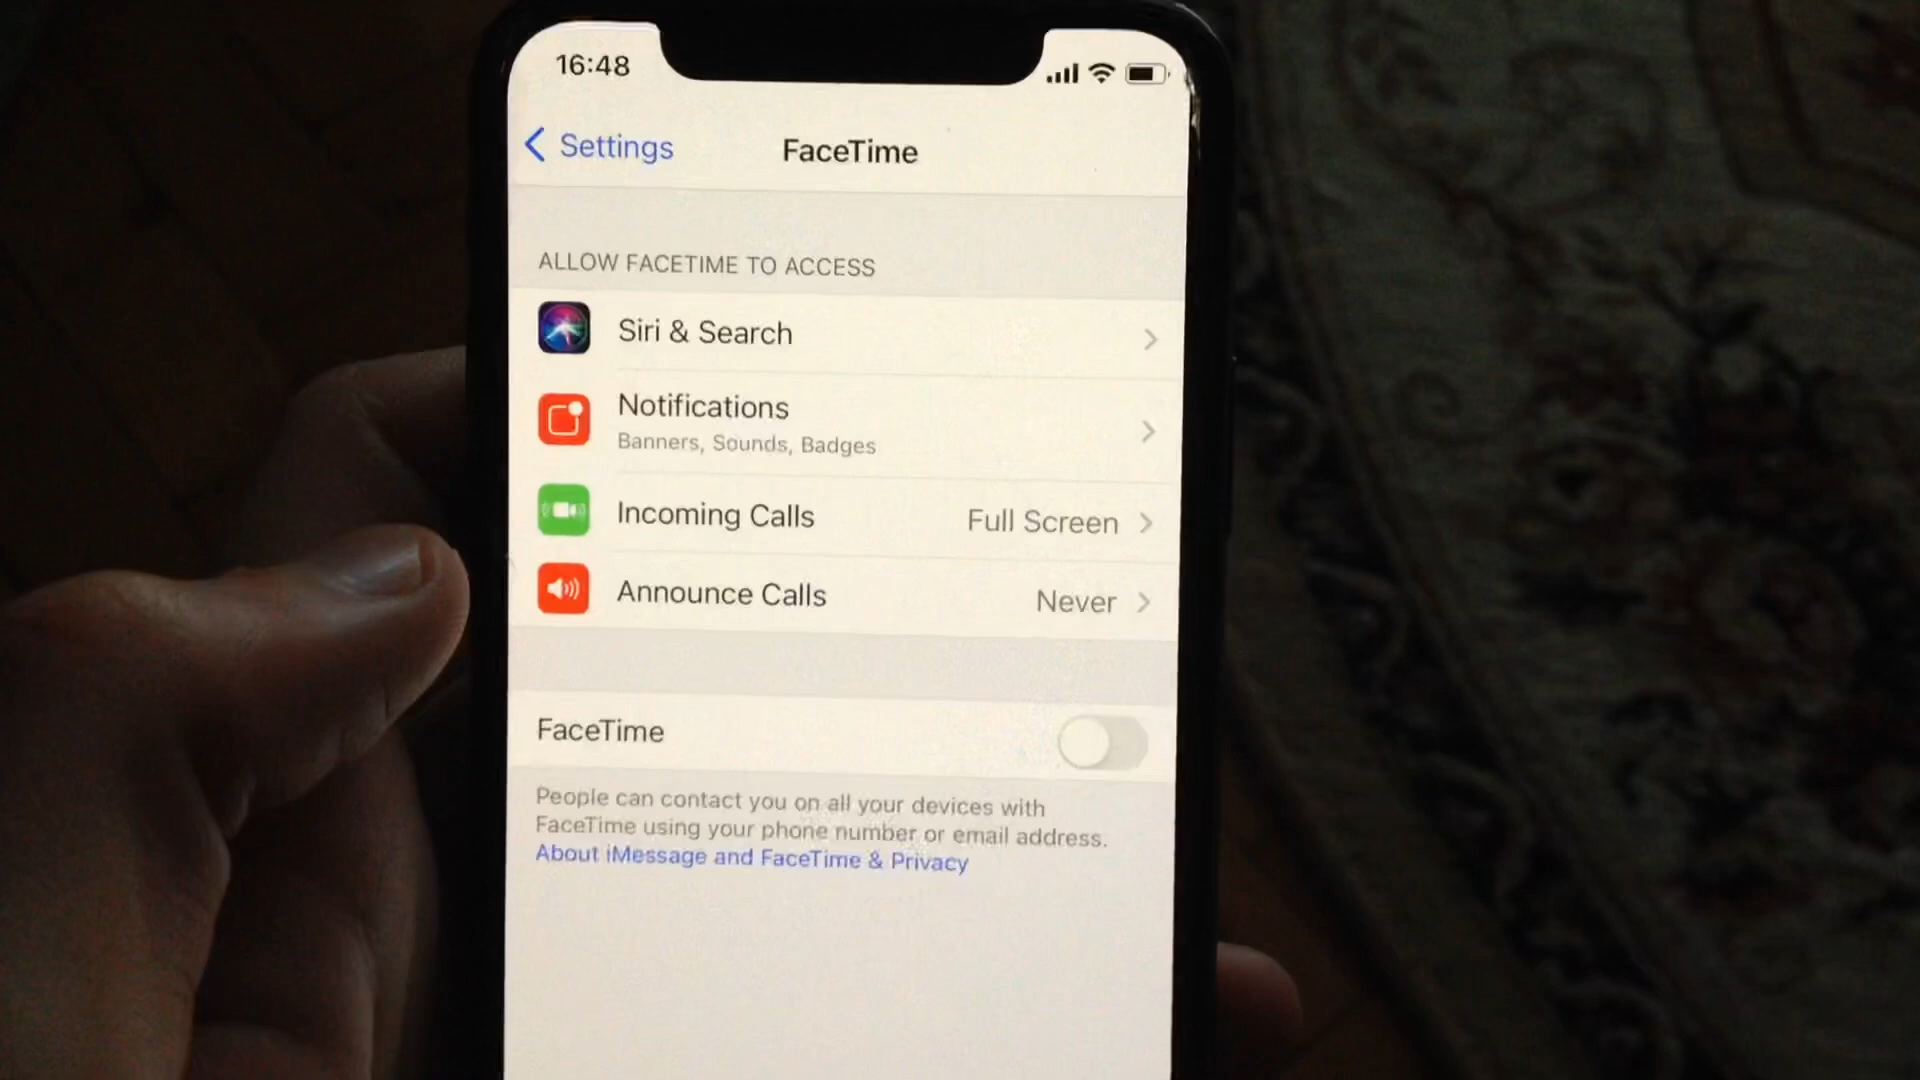 16:48
Settings
FaceTime
ALLOW FACETIME TO ACCESS
Siri & Search
Notifications
Banners, Sounds, Badges
Incoming Calls Full Screen
Announce Calls Never
FaceTime
People can contact you on all your devices with
FaceTime using your phone number or email address.
About iMessage and FaceTime & Privacy